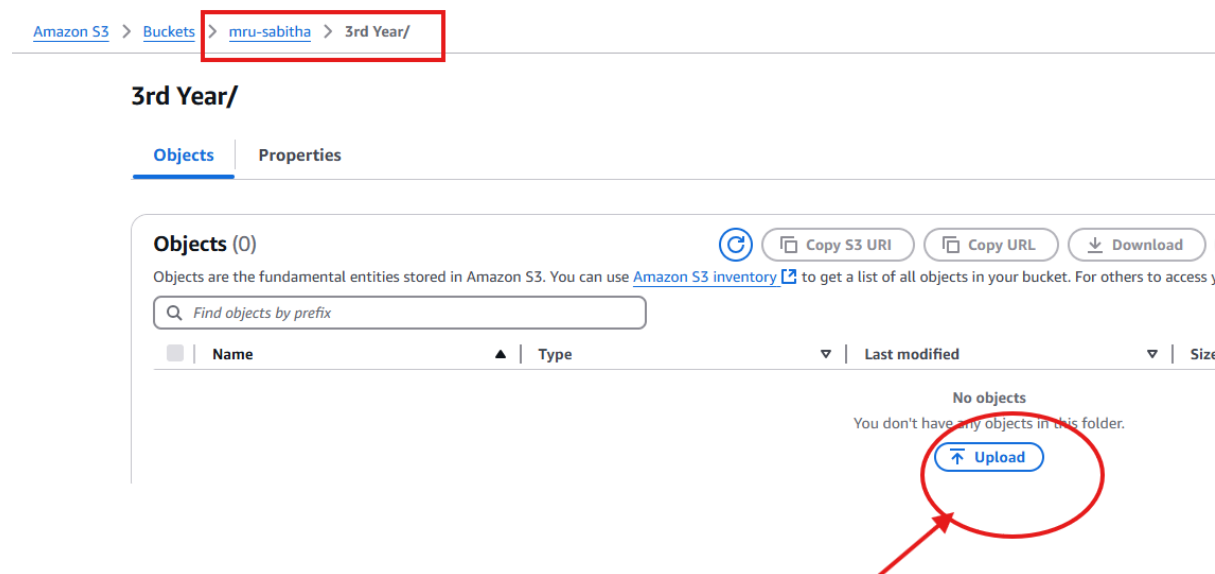 Amazon S3 > Buckets > mru-sabitha > 3rd Year/
3rd Year/
Objects Properties
Objects (0) Copy S3 URI Copy URL Download
Objects are the fundamental entities stored in Amazon S3. You can use Amazon S3 inventory to get a list of all objects in your bucket. For others to access
Find objects by prefix
Name Type Last modified Size
No objects
You don't have any objects in this folder.
Upload